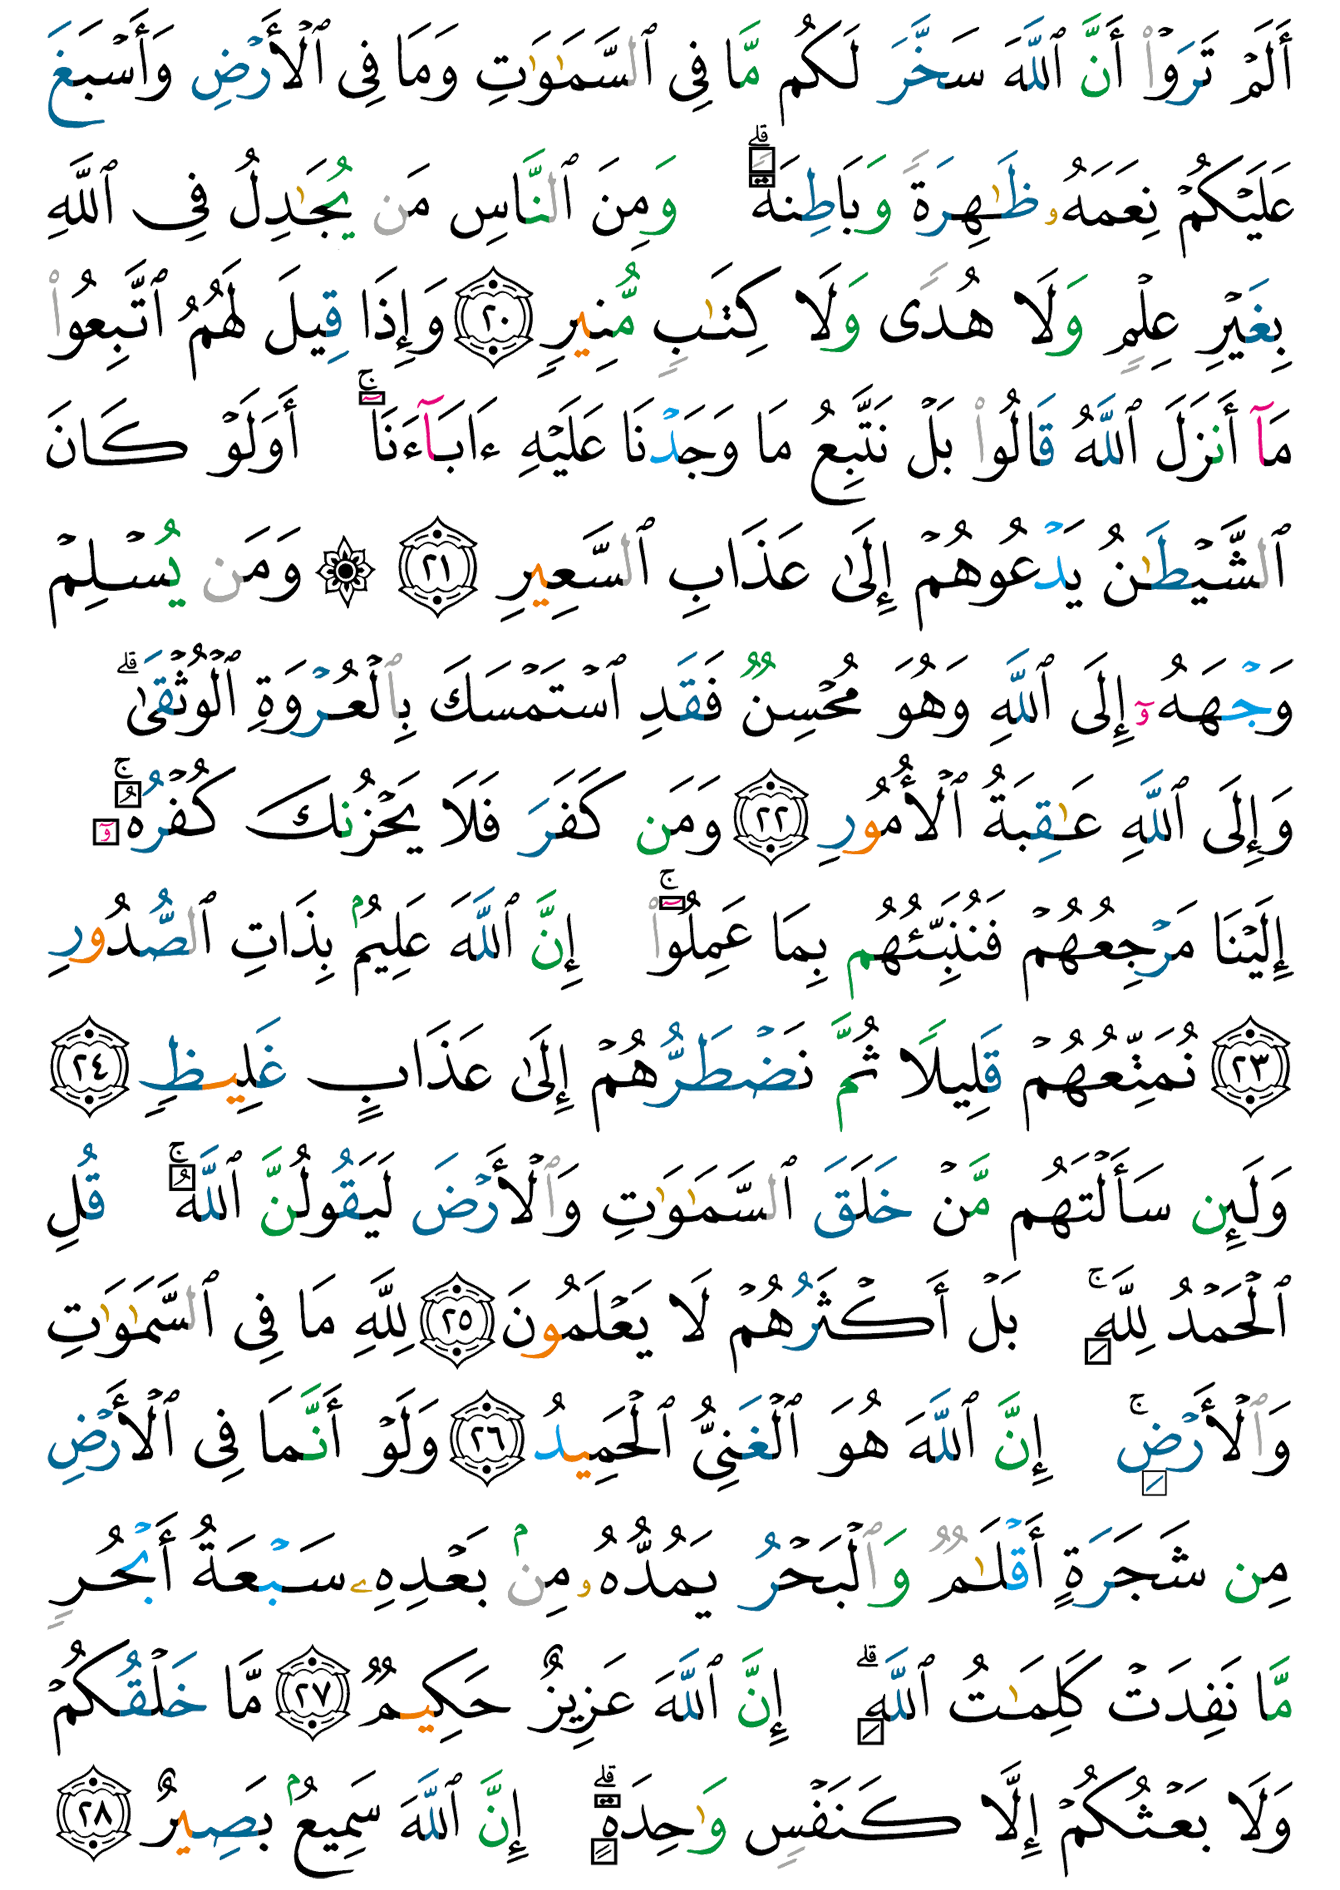 أَلَمْ تَرَوْا۟ أَنَّ ٱللَّهَ سَخَّرَ لَكُم مَّا فِى ٱلسَّمَـٰوَٰتِ وَمَا فِى ٱلْأَرْضِ وَأَسْبَغَ
عَلَيْكُمْ نِعَمَهُۥ ظَـٰهِرَةً وَبَاطِنَةً ۗ وَمِنَ ٱلنَّاسِ مَن يُجَـٰدِلُ فِى ٱللَّهِ
بِغَيْرِ عِلْمٍ وَلَا هُدًى وَلَا كِتَـٰبٍ مُّنِيرٍ ٢٠ وَإِذَا قِيلَ لَهُمُ ٱتَّبِعُوا۟
مَآ أَنزَلَ ٱللَّهُ قَالُوا۟ بَلْ نَتَّبِعُ مَا وَجَدْنَا عَلَيْهِ ءَابَآءَنَآ ۚ أَوَلَوْ كَانَ
ٱلشَّيْطَـٰنُ يَدْعُوهُمْ إِلَىٰ عَذَابِ ٱلسَّعِيرِ ٢١ ۞ وَمَن يُسْلِمْ
وَجْهَهُۥٓ إِلَى ٱللَّهِ وَهُوَ مُحْسِنٌ فَقَدِ ٱسْتَمْسَكَ بِٱلْعُرْوَةِ ٱلْوُثْقَىٰ ۗ
وَإِلَى ٱللَّهِ عَـٰقِبَةُ ٱلْأُمُورِ ٢٢ وَمَن كَفَرَ فَلَا يَحْزُنكَ كُفْرُهُۥٓ ۚ
إِلَيْنَا مَرْجِعُهُمْ فَنُنَبِّئُهُم بِمَا عَمِلُوٓا۟ ۚ إِنَّ ٱللَّهَ عَلِيمٌۢ بِذَاتِ ٱلصُّدُورِ
٢٣ نُمَتِّعُهُمْ قَلِيلًا ثُمَّ نَضْطَرُّهُمْ إِلَىٰ عَذَابٍ غَلِيظٍ ٢٤
وَلَئِن سَأَلْتَهُم مَّنْ خَلَقَ ٱلسَّمَـٰوَٰتِ وَٱلْأَرْضَ لَيَقُولُنَّ ٱللَّهُ ۚ قُلِ
ٱلْحَمْدُ لِلَّهِ ۚ بَلْ أَكْثَرُهُمْ لَا يَعْلَمُونَ ٢٥ لِلَّهِ مَا فِى ٱلسَّمَـٰوَٰتِ
وَٱلْأَرْضِ ۚ إِنَّ ٱللَّهَ هُوَ ٱلْغَنِىُّ ٱلْحَمِيدُ ٢٦ وَلَوْ أَنَّمَا فِى ٱلْأَرْضِ
مِن شَجَرَةٍ أَقْلَـٰمٌ وَٱلْبَحْرُ يَمُدُّهُۥ مِنۢ بَعْدِهِۦ سَبْعَةُ أَبْحُرٍ
مَّا نَفِدَتْ كَلِمَـٰتُ ٱللَّهِ ۗ إِنَّ ٱللَّهَ عَزِيزٌ حَكِيمٌ ٢٧ مَّا خَلْقُكُمْ
وَلَا بَعْثُكُمْ إِلَّا كَنَفْسٍ وَٰحِدَةٍ ۗ إِنَّ ٱللَّهَ سَمِيعٌۢ بَصِيرٌ ٢٨